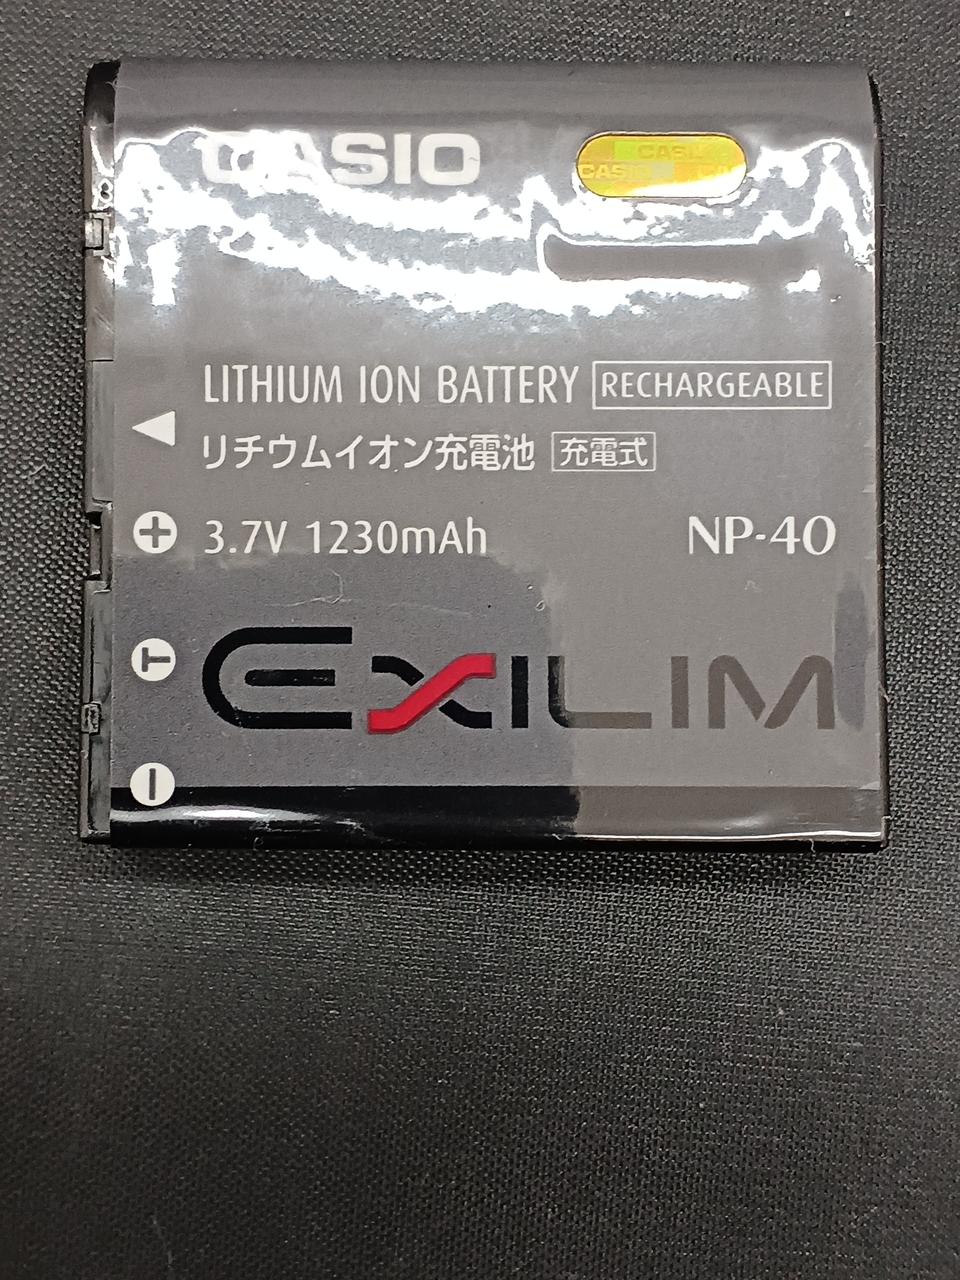 CASIO
CASIO
LITHIUM ION BATTERY RECHARGEABLE
リチウムイオン充電池 充電式
3.7V 1230mAh NP-40
T
EXILIM